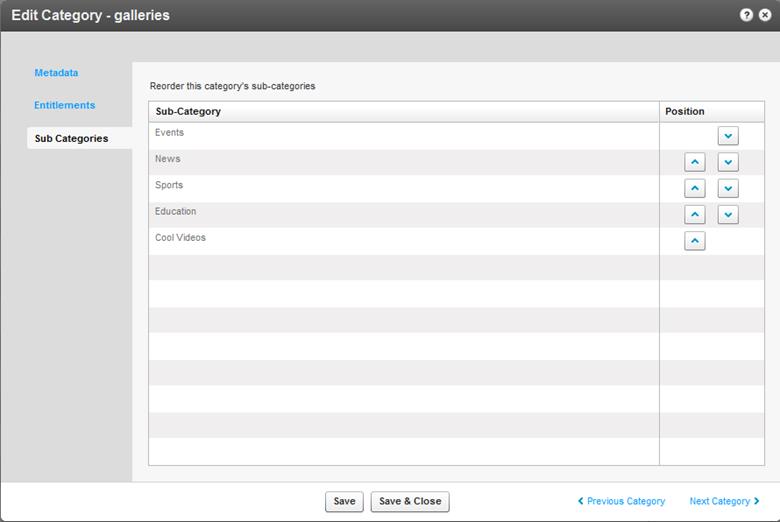 Edit Category - galleries
?
Metadata
Entitlements
Sub Categories
Reorder this category's sub-categories
Sub-Category Position
Events
News
Sports
Education
Cool Videos
Save Save & Close Previous Category Next Category